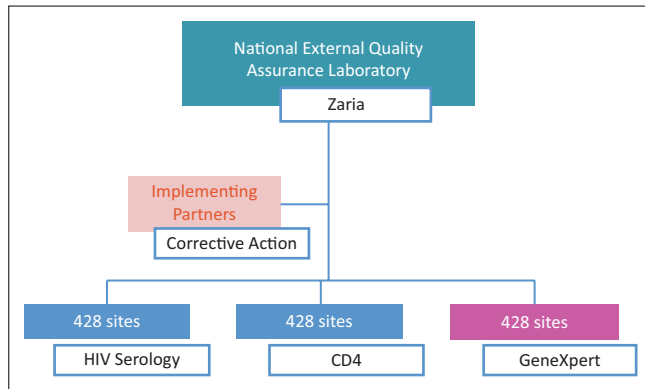 National External Quality
Assurance Laboratory
Zaria
Implementing
Partners
Corrective Action
428 sites
HIV Serology
428 sites
CD4
428 sites
GeneXpert